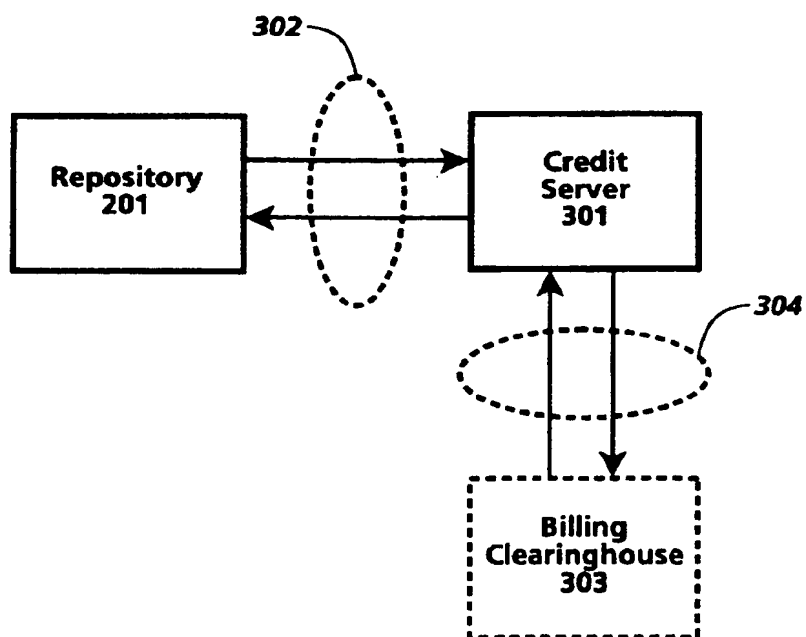 302
Repository
201
Credit
Server
301
304
Billing
Clearinghouse
303